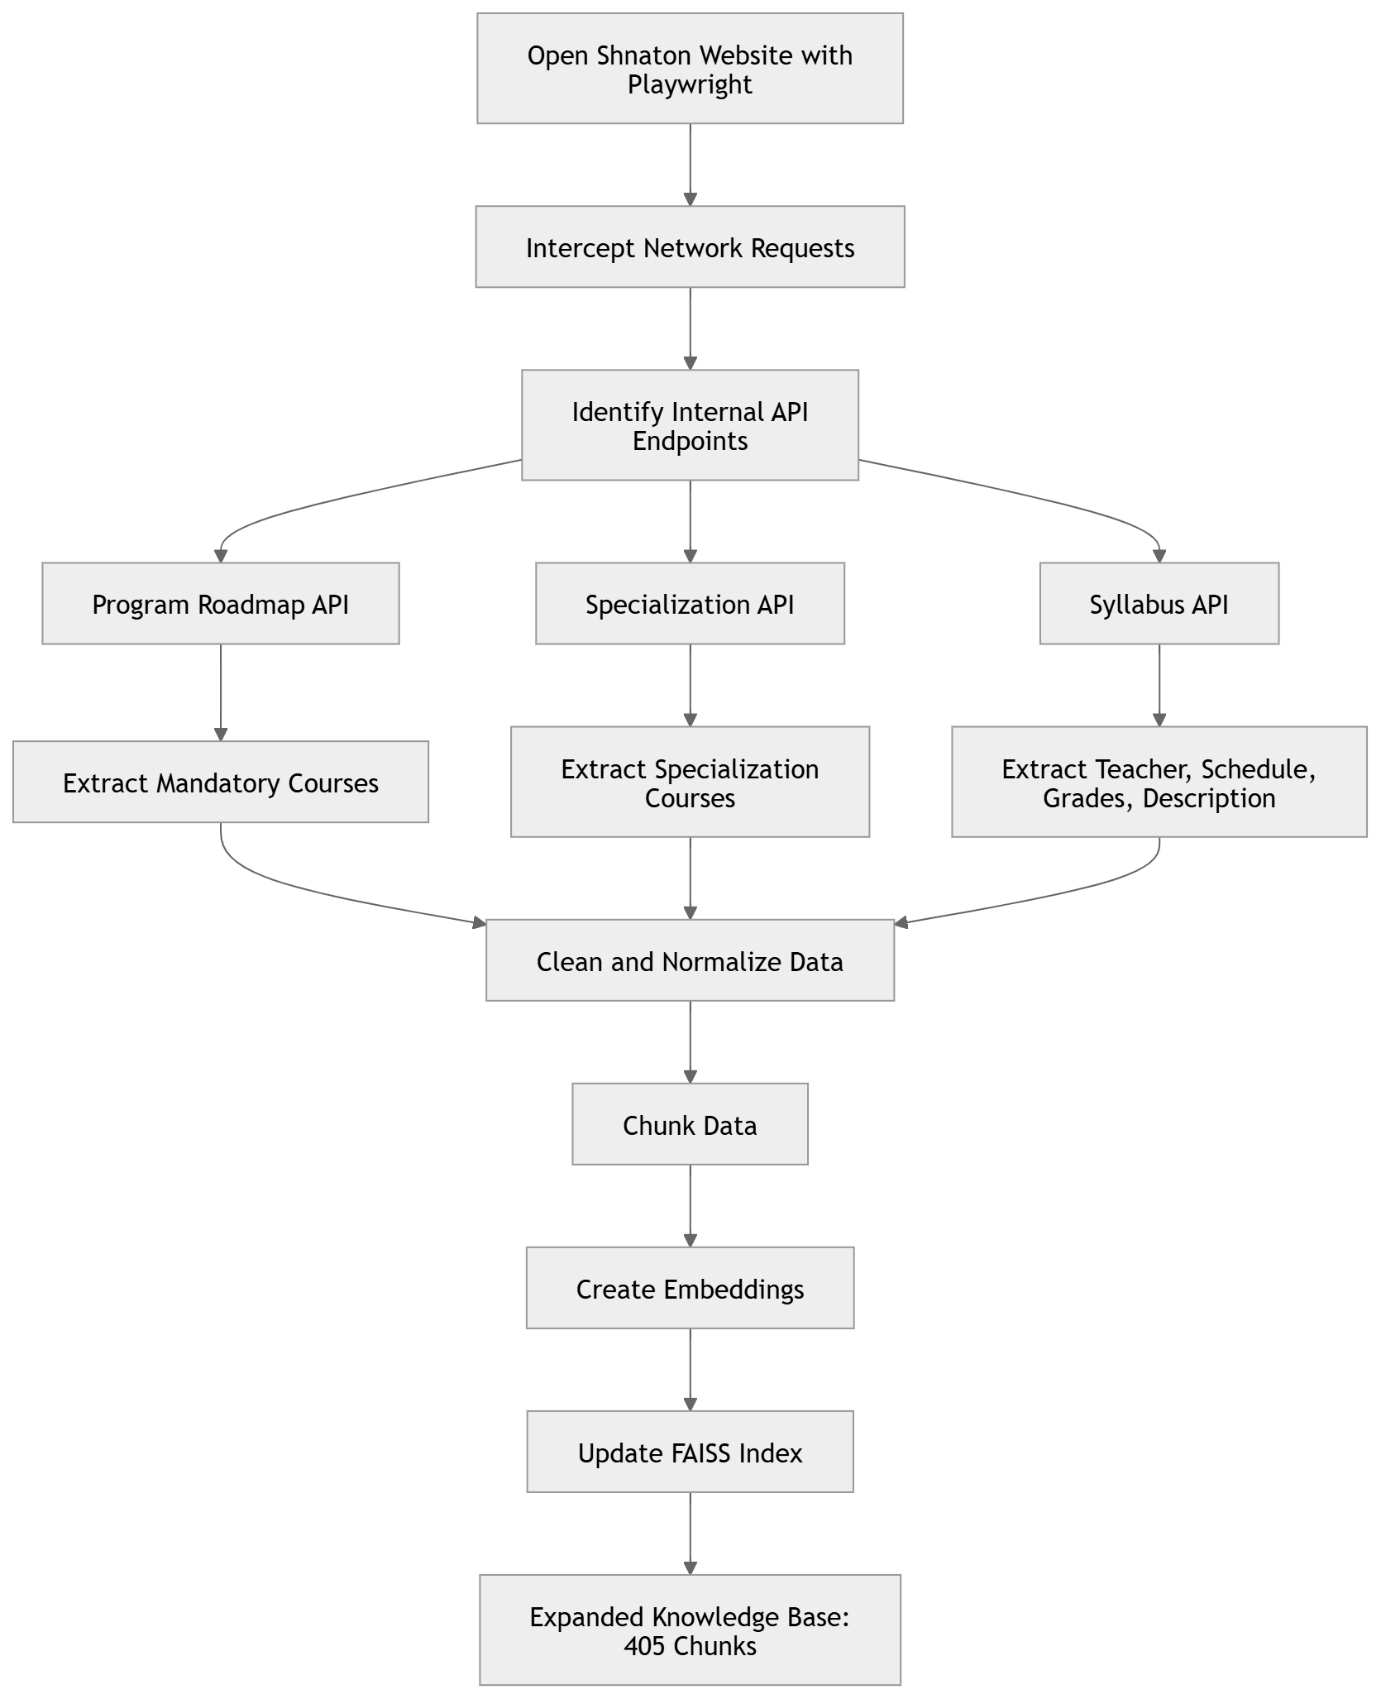 Open Shnaton Website with
Playwright
Intercept Network Requests
Identify Internal API
Endpoints
Program Roadmap API
Specialization API
Syllabus API
Extract Mandatory Courses
Extract Specialization
Courses
Extract Teacher, Schedule,
Grades, Description
Clean and Normalize Data
Chunk Data
Create Embeddings
Update FAISS Index
Expanded Knowledge Base:
405 Chunks